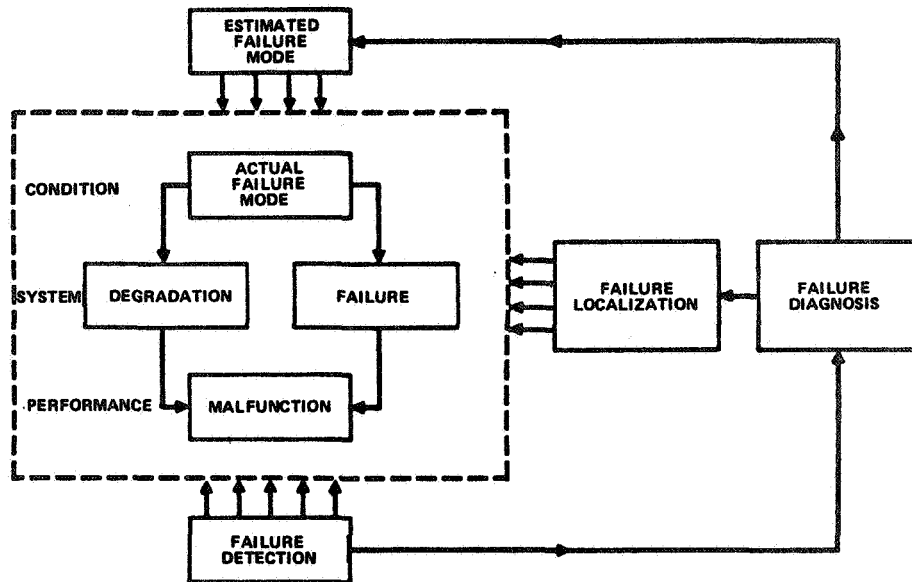 ESTIMATED
FAILURE
MODE
CONDITION
ACTUAL
FAILURE
MODE
SYSTEM
DEGRADATION
FAILURE
FAILURE
LOCALIZATION
FAILURE
DIAGNOSIS
PERFORMANCE
MALFUNCTION
FAILURE
DETECTION